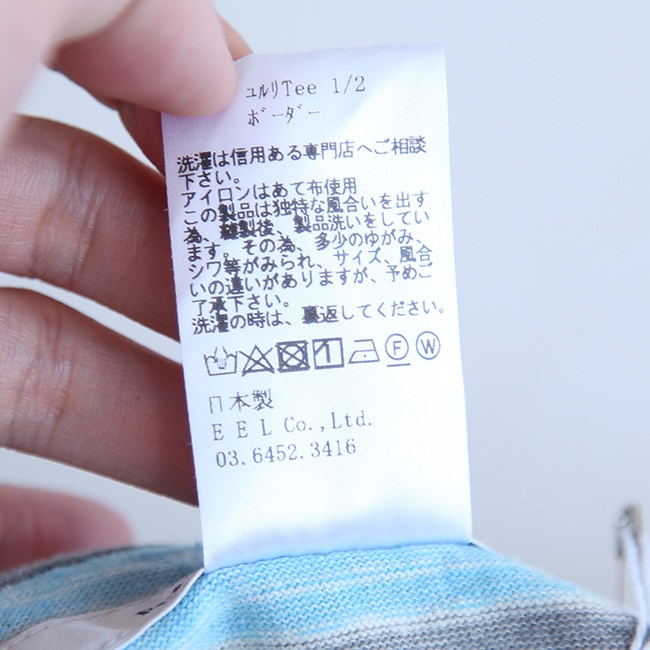 ユルリTee 1/2
ボーダー
洗濯は信用ある専門店へご相談
下さい。
アイロンはあて布使用
この製品は独特な風合いを出す
為、縫製後、製品洗いをしてい
ます。その為、多少のゆがみ、
シワ等がみられ、サイズ、風合
いの違いがありますが、予めご
了承下さい。
洗濯の時は、裏返してください。
1 F W
日本製
E E L Co.,Ltd.
03.6452.3416